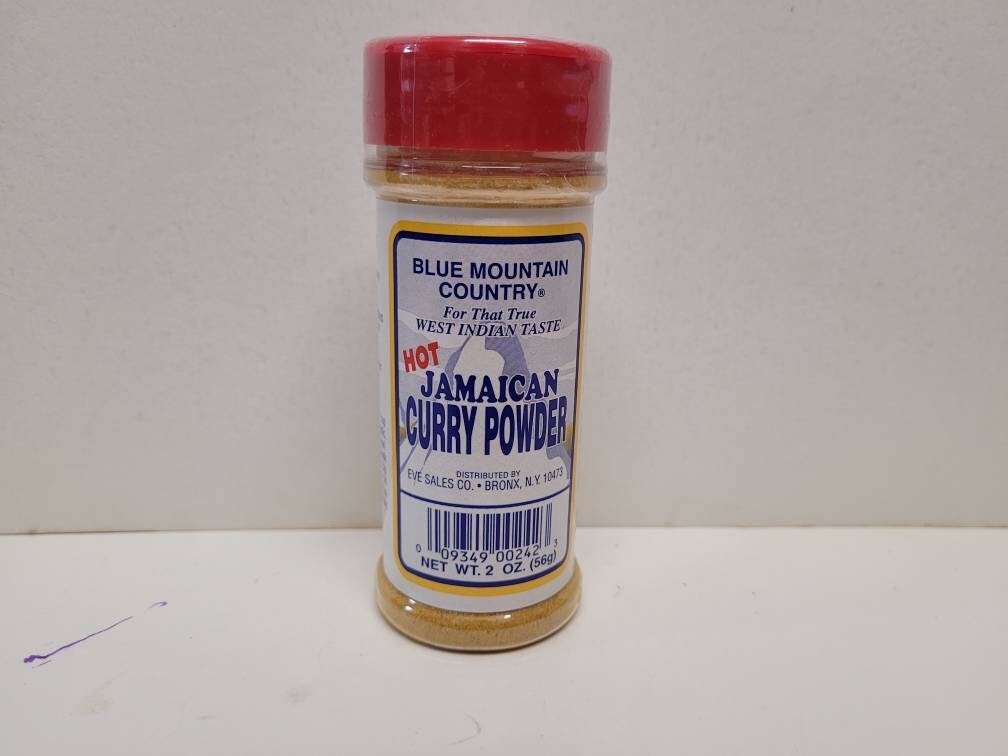 BLUE MOUNTAIN
COUNTRY®
For That True
WEST INDIAN TASTE
HOT
JAMAICAN
CURRY POWDER
DISTRIBUTED BY
EVE SALES CO. • BRONX, N.Y. 10473
0 09349 00242 3
NET WT. 2 OZ. (56g)